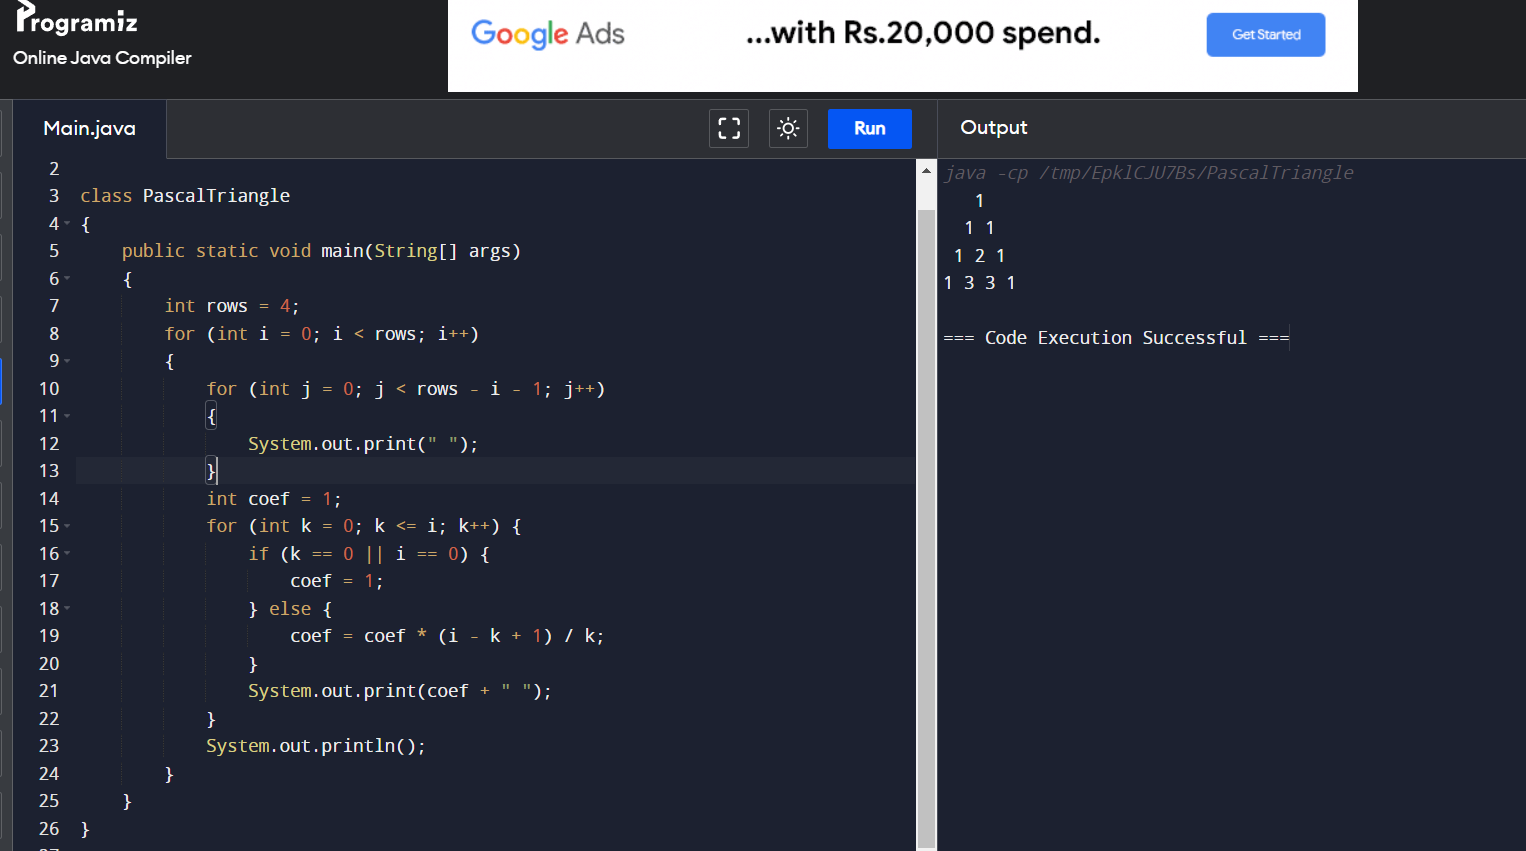 Programiz
Online Java Compiler
Google Ads
...with Rs.20,000 spend.
Get Started
Main.java
Run
Output
2
3 class PascalTriangle
4 {
5     public static void main(String[] args)
6     {
7         int rows = 4;
8         for (int i = 0; i < rows; i++)
9         {
10             for (int j = 0; j < rows - i - 1; j++)
11             {
12                 System.out.print(" ");
13             }
14             int coef = 1;
15             for (int k = 0; k <= i; k++) {
16                 if (k == 0 || i == 0) {
17                     coef = 1;
18                 } else {
19                     coef = coef * (i - k + 1) / k;
20                 }
21                 System.out.print(coef + " ");
22             }
23             System.out.println();
24         }
25     }
26 }
java -cp /tmp/EpklCJU7Bs/PascalTriangle
   1
  1 1
 1 2 1
1 3 3 1
=== Code Execution Successful ===